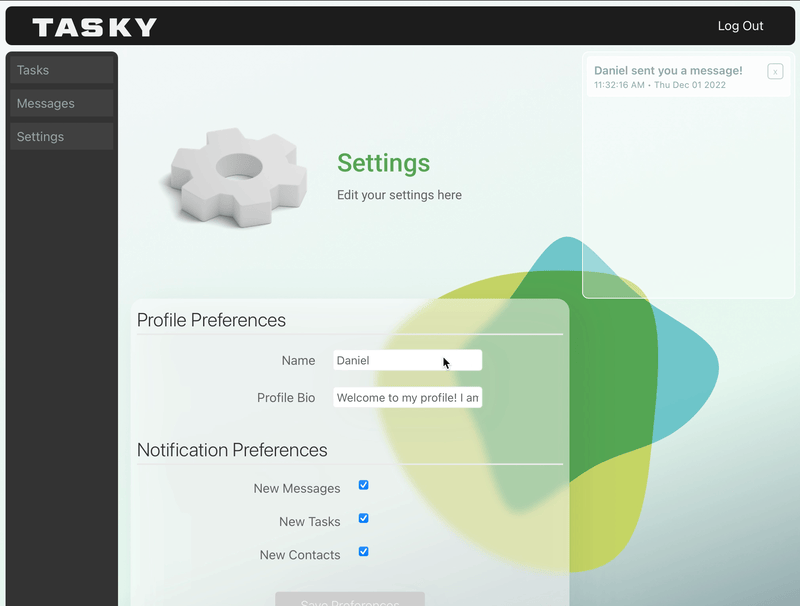 TASKY
Log Out
Tasks
Messages
Settings
Daniel sent you a message!
x
11:32:16 AM • Thu Dec 01 2022
Settings
Edit your settings here
Profile Preferences
Name
Daniel
Profile Bio
Welcome to my profile! I am
Notification Preferences
New Messages
New Tasks
New Contacts
Save Preferences